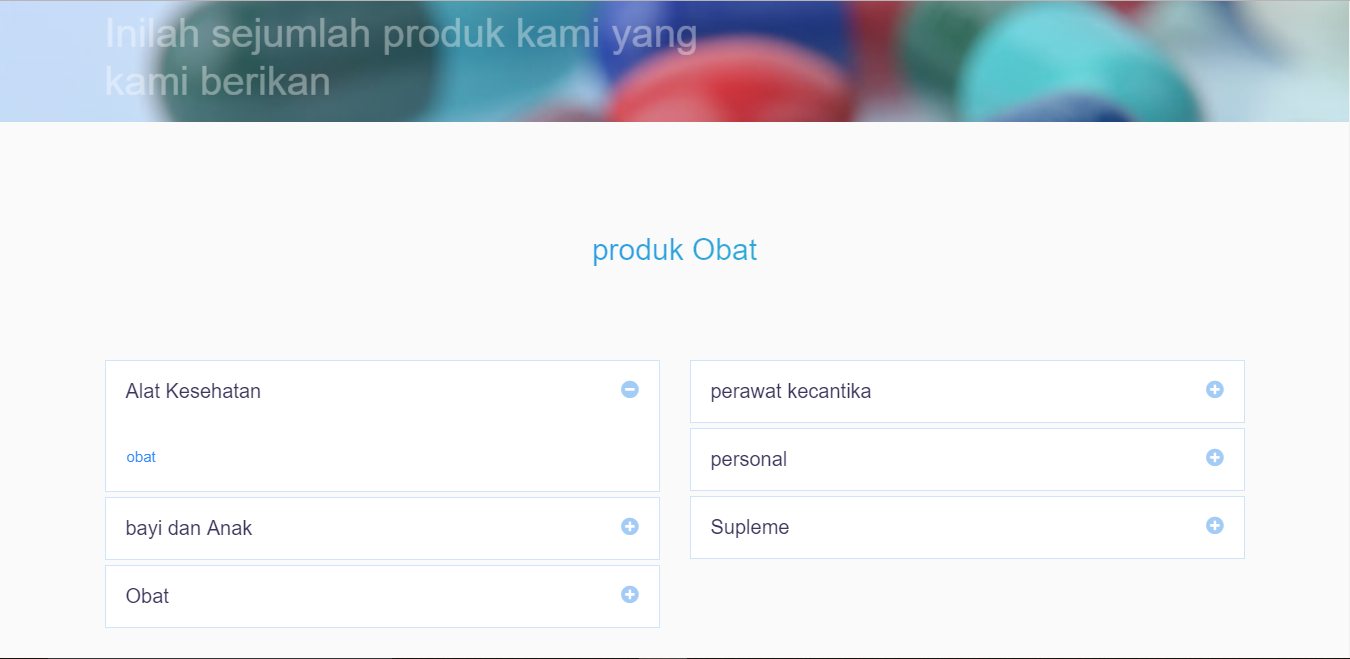 Inilah sejumlah produk kami yang
kami berikan
produk Obat
Alat Kesehatan
obat
bayi dan Anak
Obat
perawat kecantika
personal
Supleme